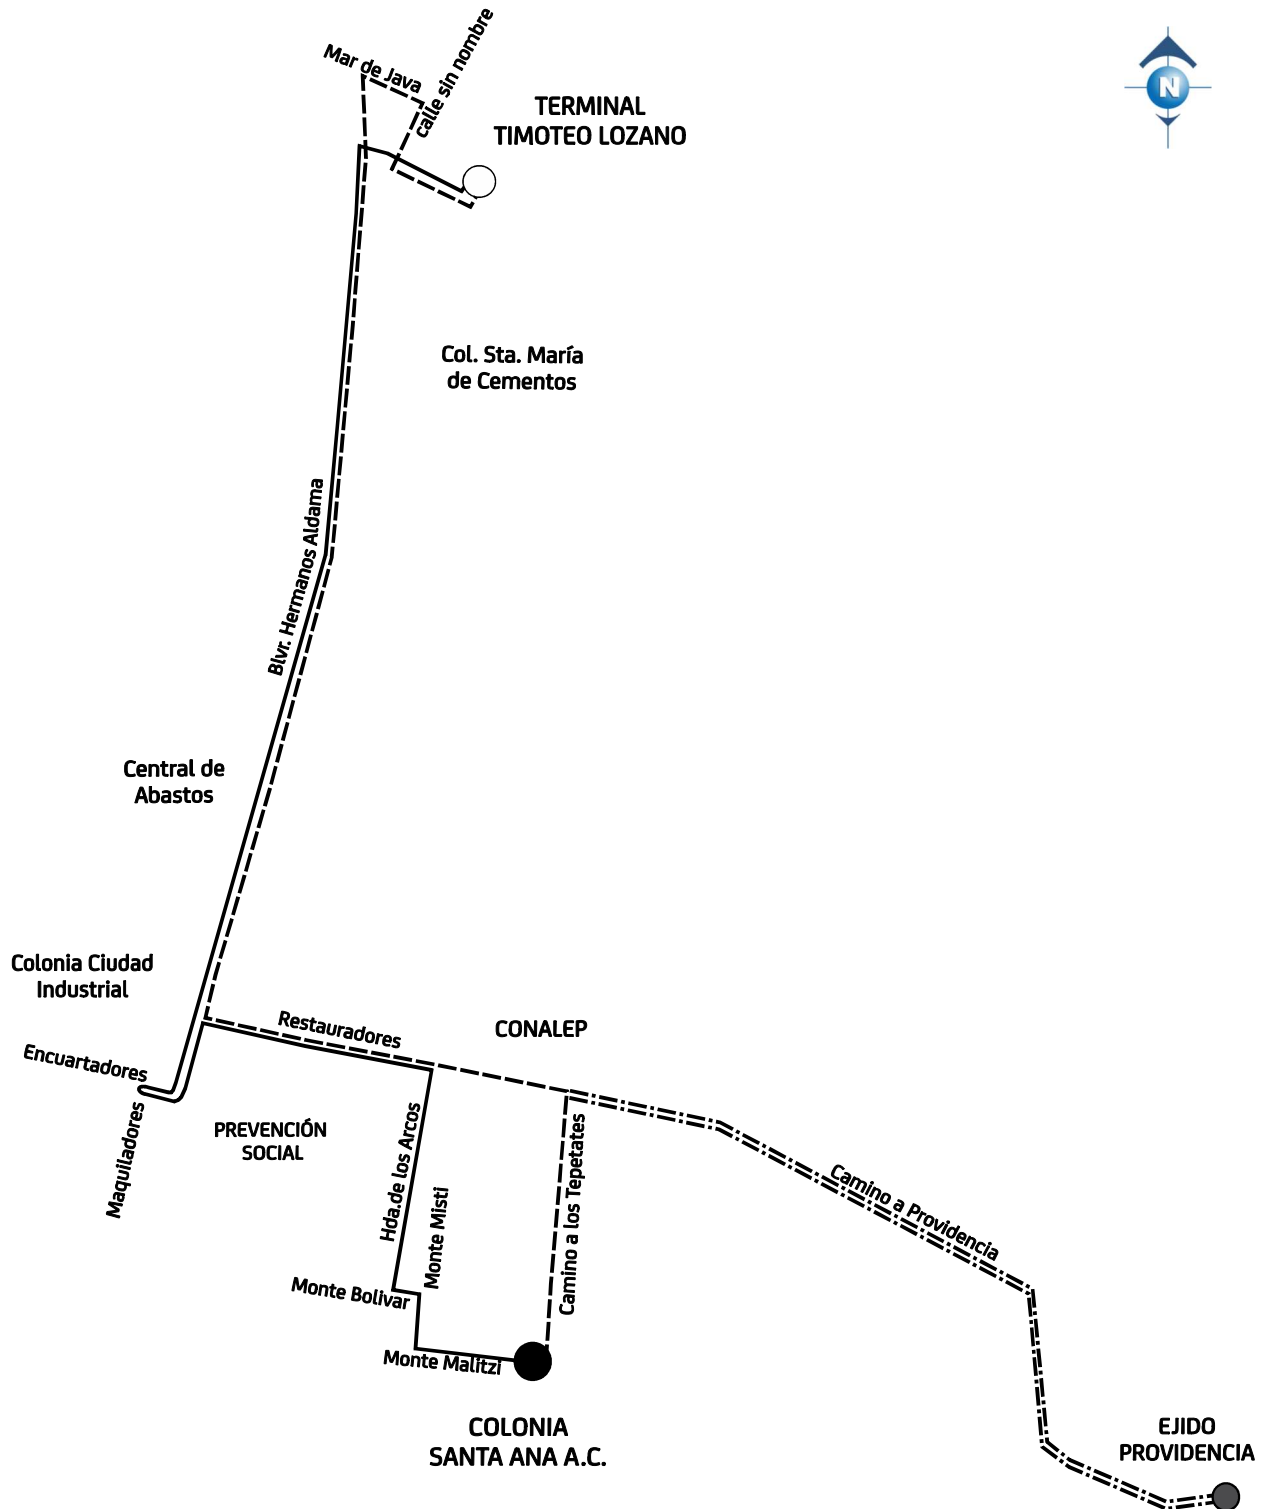 Mar de Java
calle sin nombre
N
TERMINAL
TIMOTEO LOZANO
Col. Sta. María
de Cementos
Blvr. Hermanos Aldama
Central de
Abastos
Colonia Ciudad
Industrial
Restauradores
CONALEP
Encuartadores
Maquiladores
PREVENCIÓN
SOCIAL
Hda.de los Arcos
Monte Misti
Camino a los Tepetates
Camino a Providencia
Monte Bolivar
Monte Malitzi
COLONIA
SANTA ANA A.C.
EJIDO
PROVIDENCIA